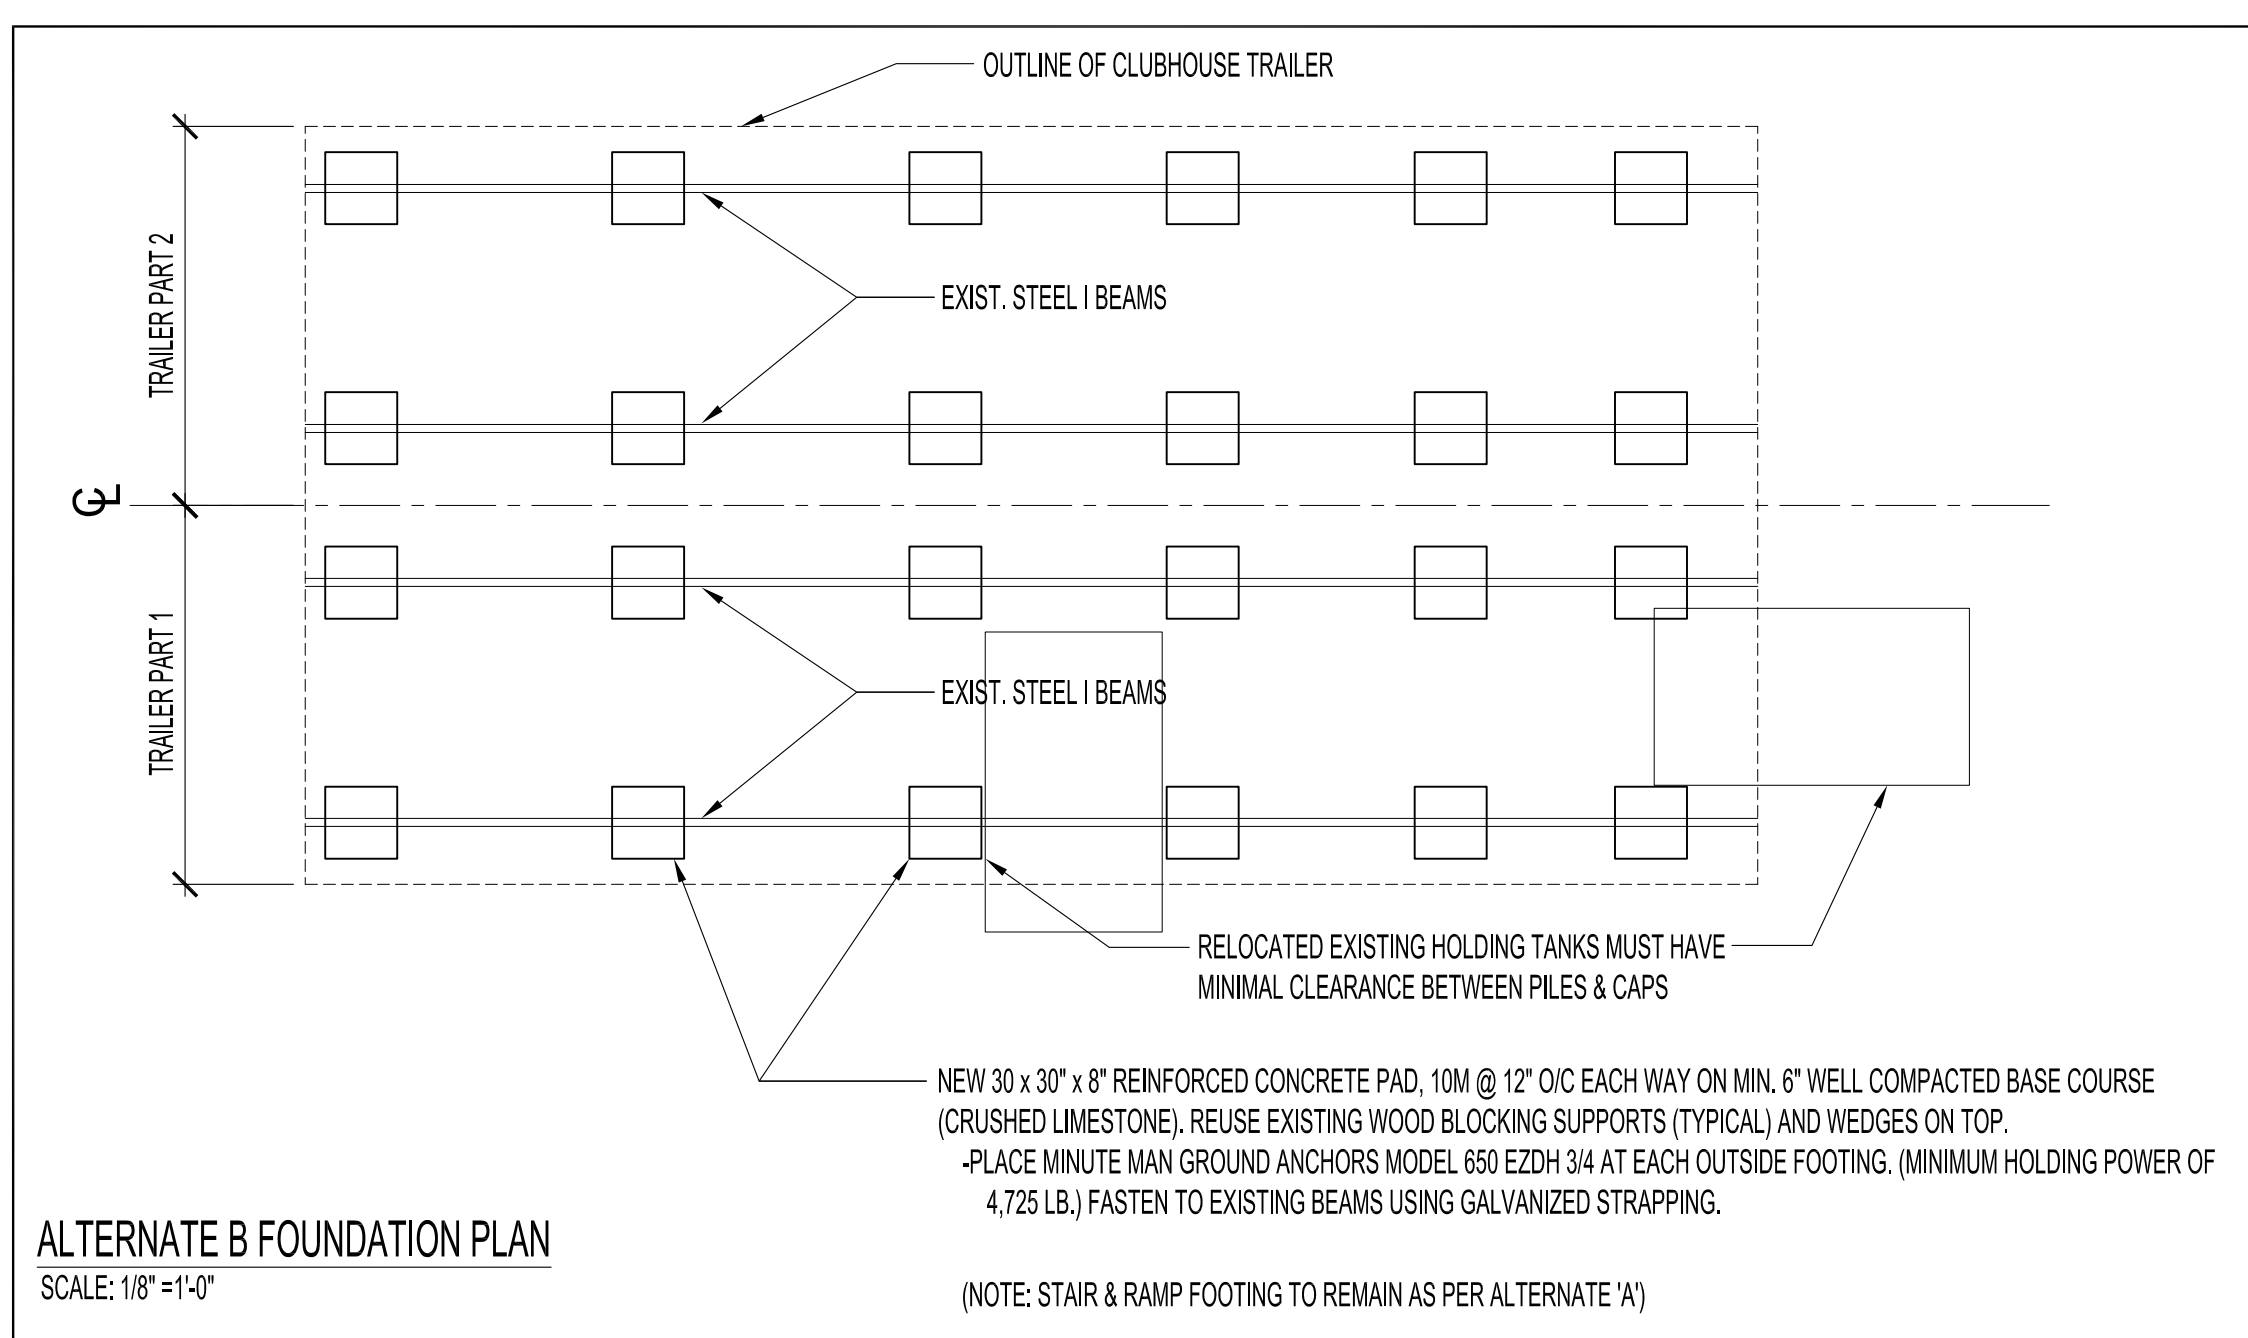 OUTLINE OF CLUBHOUSE TRAILER
TRAILER PART 2
EXIST. STEEL I BEAMS
CL
TRAILER PART 1
EXIST. STEEL I BEAMS
RELOCATED EXISTING HOLDING TANKS MUST HAVE
MINIMAL CLEARANCE BETWEEN PILES & CAPS
NEW 30 x 30" x 8" REINFORCED CONCRETE PAD, 10M @ 12" O/C EACH WAY ON MIN. 6" WELL COMPACTED BASE COURSE
(CRUSHED LIMESTONE). REUSE EXISTING WOOD BLOCKING SUPPORTS (TYPICAL) AND WEDGES ON TOP.
-PLACE MINUTE MAN GROUND ANCHORS MODEL 650 EZDH 3/4 AT EACH OUTSIDE FOOTING. (MINIMUM HOLDING POWER OF
4,725 LB.) FASTEN TO EXISTING BEAMS USING GALVANIZED STRAPPING.
ALTERNATE B FOUNDATION PLAN
SCALE: 1/8" =1'-0"
(NOTE: STAIR & RAMP FOOTING TO REMAIN AS PER ALTERNATE 'A')